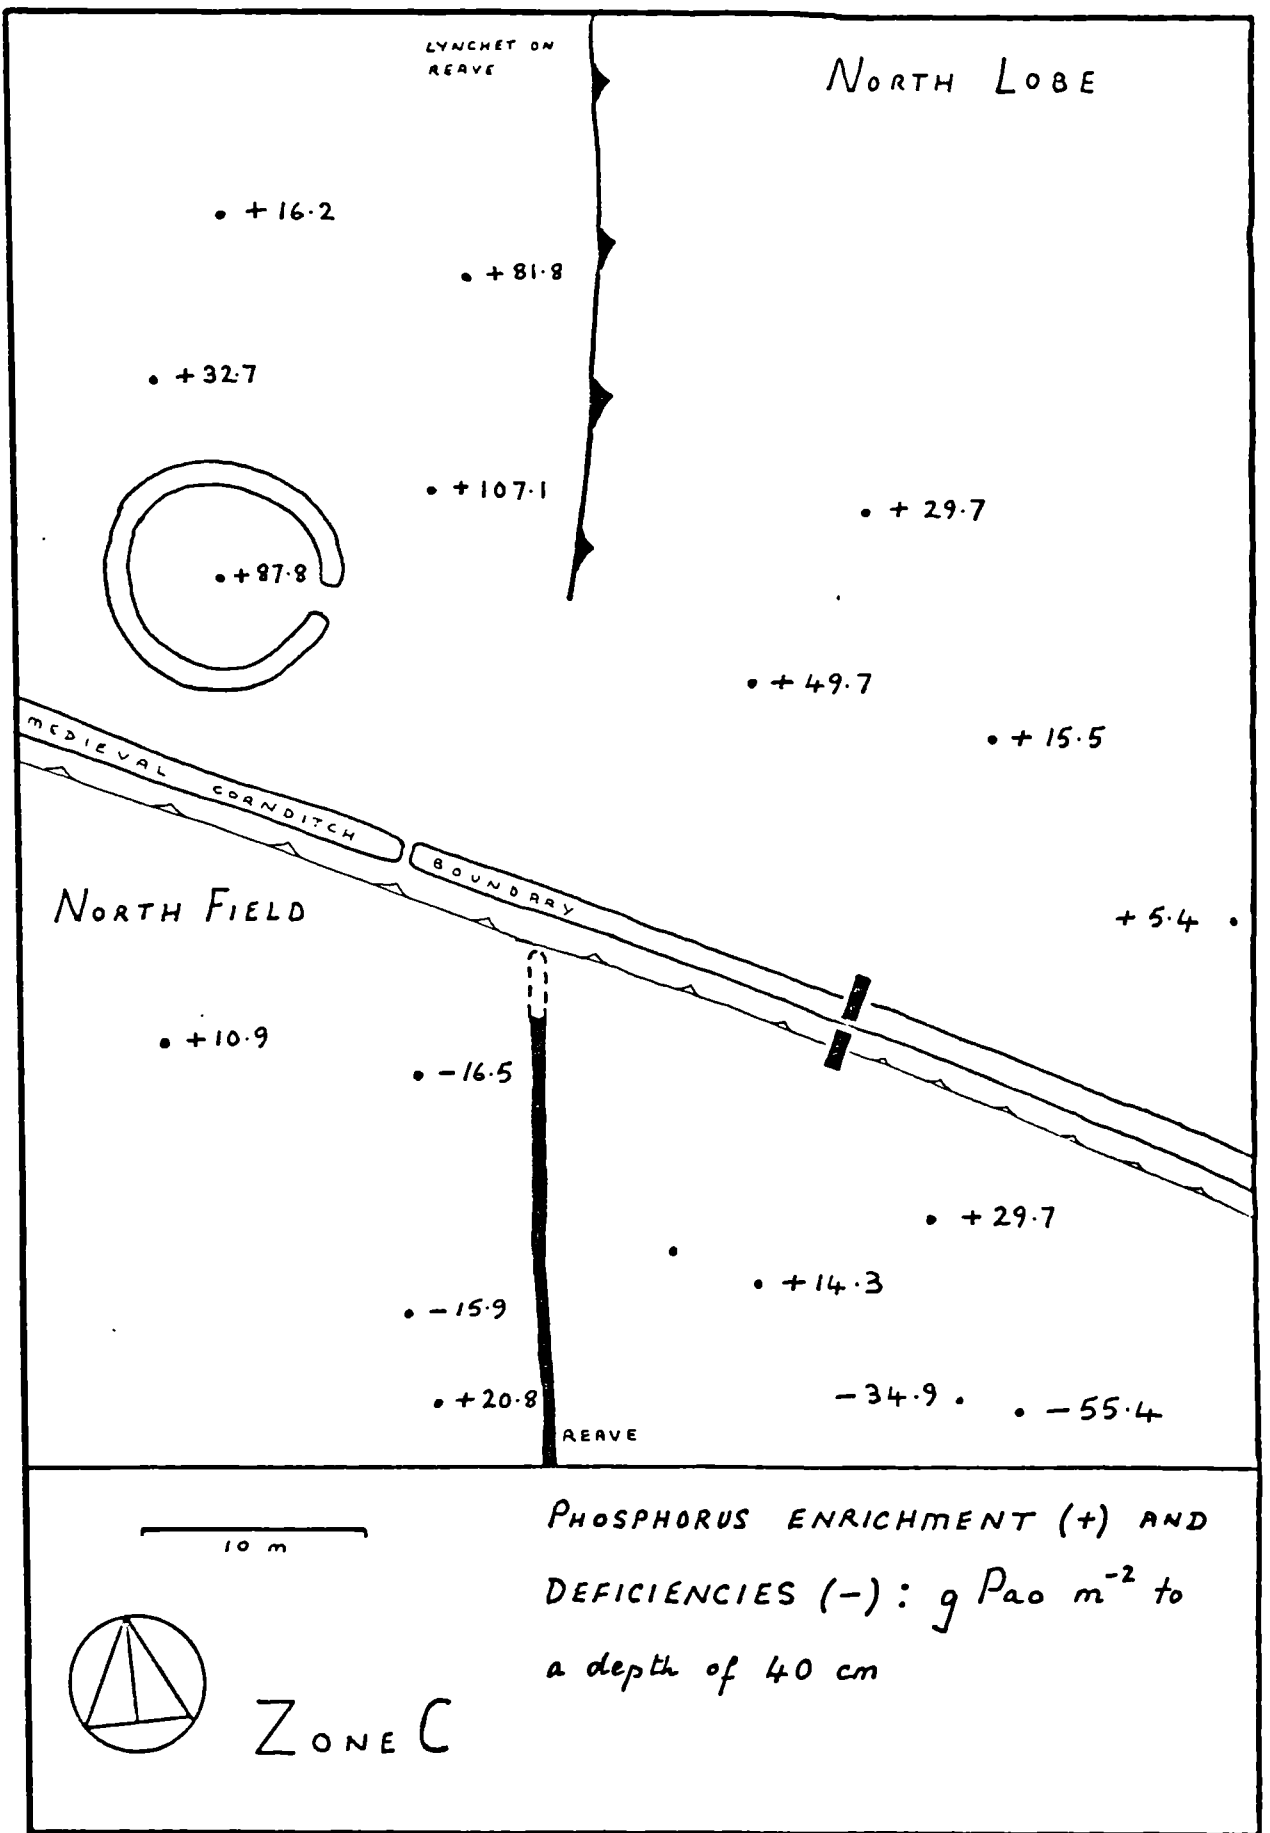 LYNCHET ON
REAVE
NORTH LOBE
+ 16.2
+ 81.8
+ 32.7
+ 107.1
+ 29.7
+ 87.8
+ 49.7
+ 15.5
MEDIEVAL CORNDITCH BOUNDARY
NORTH FIELD
+ 5.4
+ 10.9
- 16.5
+ 29.7
+ 14.3
- 15.9
- 34.9
- 55.4
+ 20.8
REAVE
10 m
PHOSPHORUS ENRICHMENT (+) AND
DEFICIENCIES (-) : g Pao m⁻² to
a depth of 40 cm
ZONE C